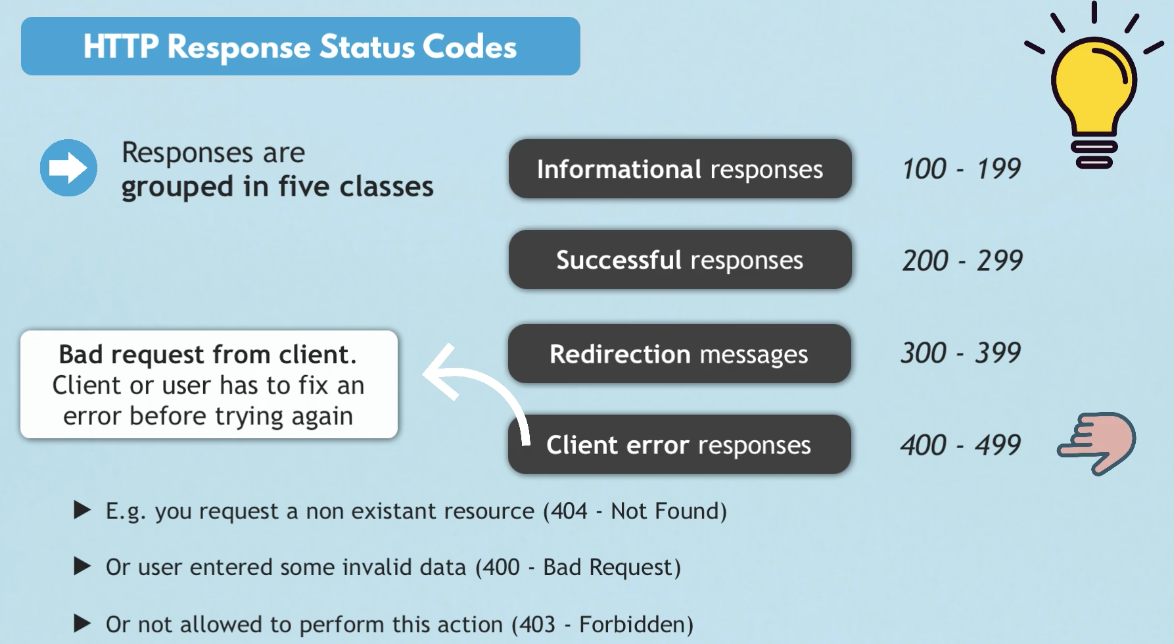 HTTP Response Status Codes
Responses are
grouped in five classes
Informational responses
100 - 199
Successful responses
200 - 299
Redirection messages
300 - 399
Client error responses
400 - 499
Bad request from client.
Client or user has to fix an
error before trying again
E.g. you request a non existant resource (404 - Not Found)
Or user entered some invalid data (400 - Bad Request)
Or not allowed to perform this action (403 - Forbidden)